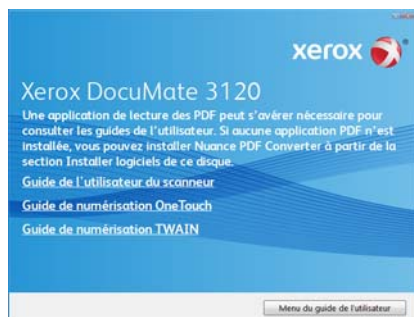 xerox
Xerox DocuMate 3120
Une application de lecture des PDF peut s'avérer nécessaire pour
consulter les guides de l'utilisateur. Si aucune application PDF n'est
installée, vous pouvez installer Nuance PDF Converter à partir de la
section Installer logiciels de ce disque.
Guide de l'utilisateur du scanneur
Guide de numérisation OneTouch
Guide de numérisation TWAIN
Menu du guide de l'utilisateur